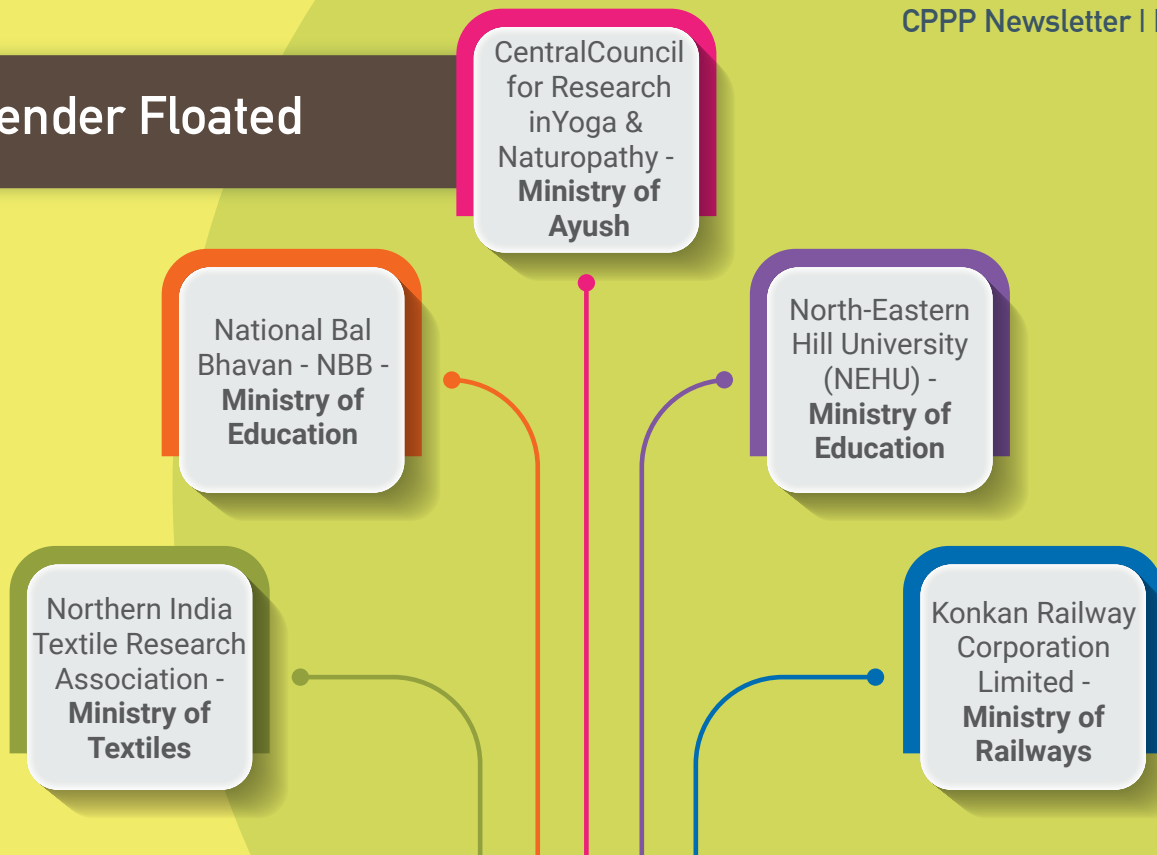 CPPP Newsletter |
ender Floated
CentralCouncil
for Research
inYoga &
Naturopathy -
Ministry of
Ayush
National Bal
Bhavan - NBB -
Ministry of
Education
North-Eastern
Hill University
(NEHU) -
Ministry of
Education
Northern India
Textile Research
Association -
Ministry of
Textiles
Konkan Railway
Corporation
Limited -
Ministry of
Railways